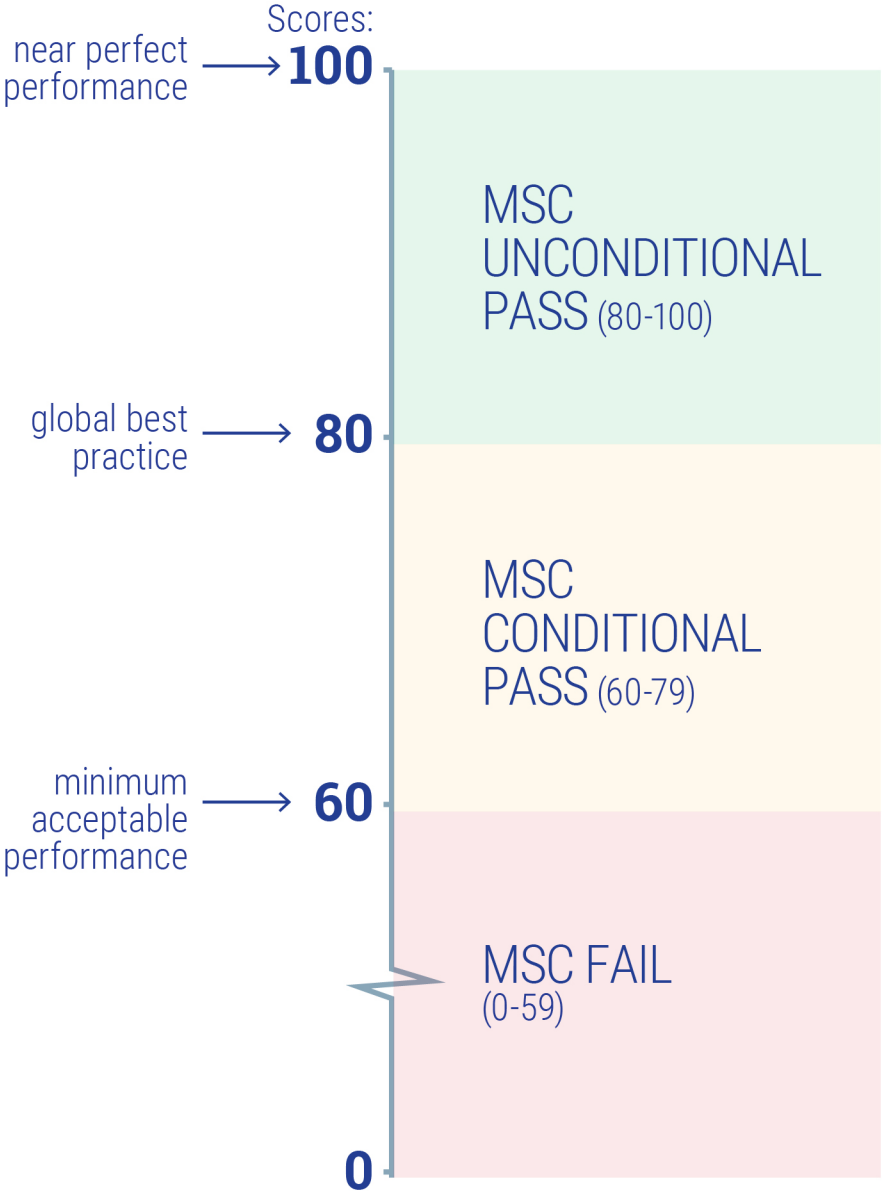 Scores:
near perfect
performance
100
MSC
UNCONDITIONAL
PASS (80-100)
global best
practice
80
MSC
CONDITIONAL
PASS (60-79)
minimum
acceptable
performance
60
MSC FAIL
(0-59)
0